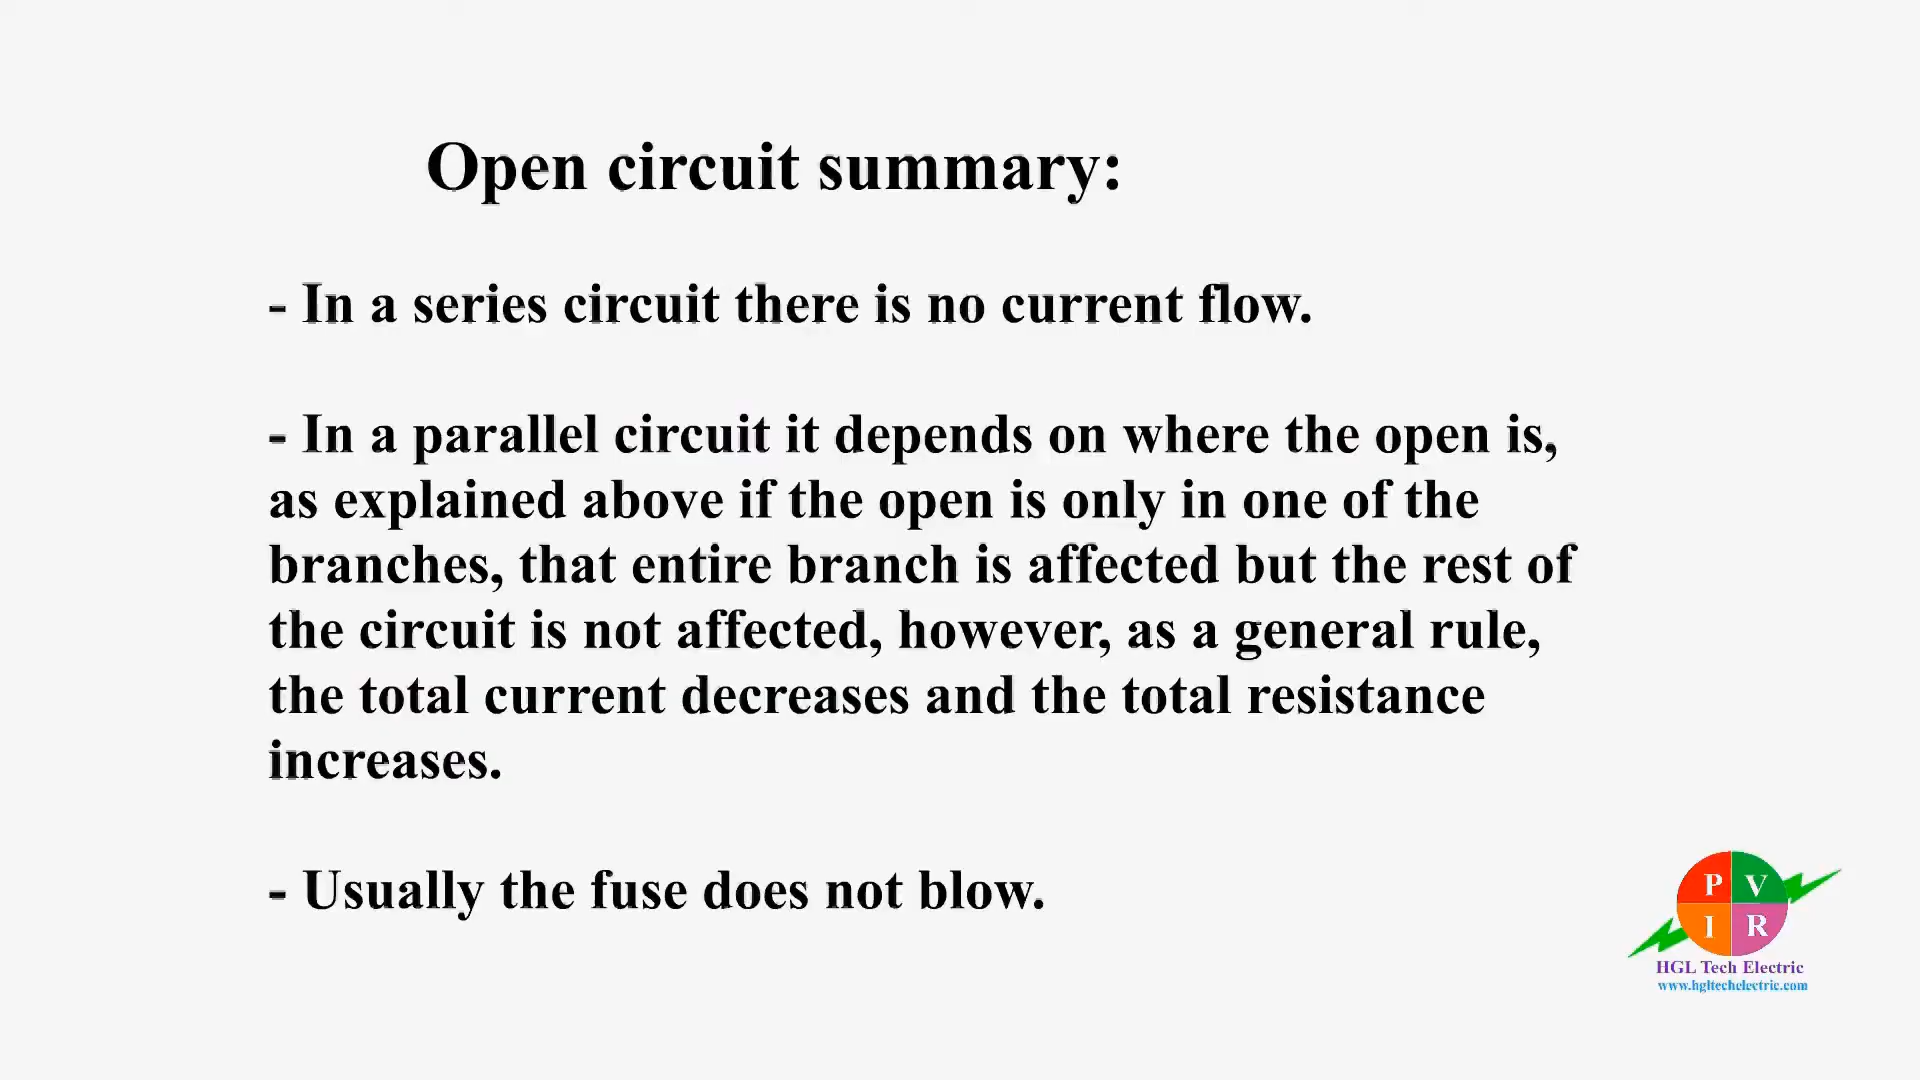 Open circuit summary:
- In a series circuit there is no current flow.
- In a parallel circuit it depends on where the open is,
as explained above if the open is only in one of the
branches, that entire branch is affected but the rest of
the circuit is not affected, however, as a general rule,
the total current decreases and the total resistance
increases.
- Usually the fuse does not blow.
P V
I R
HGL Tech Electric
www.hgltechelectric.com